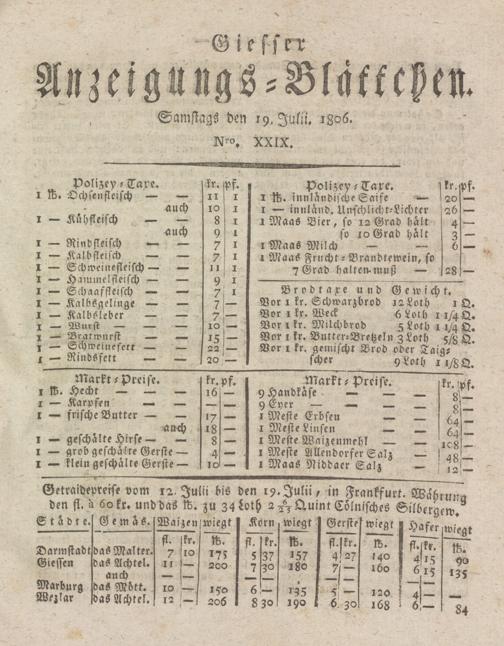 Giesser
Anzeigungs-Blättchen.
Samstags den 19. Julii. 1806.
Nro. XXIX.
Polizey-Taxe. kr. pf.
1 ℔. Ochsenfleisch — — 11 1
auch 10 1
1 — Kühfleisch — — 8 1
auch 9 1
1 — Rindfleisch — — 7 1
1 — Kalbfleisch — — 7 1
1 — Schweinefleisch — — 11 1
1 — Hammelfleisch — 9 1
1 — Schaaffleisch — — 7 1
1 — Kalbsgelinge — — 7 —
1 — Kalbsleber — — 7 —
1 — Wurst — — 10 —
1 — Bratwurst — — 15 —
1 — Schweinefett — — 22 —
1 — Rindsfett — — 20 —
Polizey-Taxe. kr. pf.
1 ℔. innländische Saife — 20 —
1 — innländ. Unschlicht-Lichter 26 —
1 Maas Bier, so 12 Grad hält 4 —
so 10 Grad hält 3 —
1 Maas Milch — — 6 —
1 Maas Frucht-Brandtewein, so
7 Grad halten muß — 28 —
Brodtaxe und Gewicht.
Vor 1 kr. Schwarzbrod 12 Loth 1 Q.
Vor 1 kr. Weck 6 Loth 1 1/4 Q.
Vor 1 kr. Milchbrod 5 Loth 1 1/4 Q.
Vor 1 kr. Butter-Bretzeln 3 Loth 5/8 Q.
Vor 1 kr. gemischt Brod oder Taig-
scher 9 Loth 1 1/8 Q.
Markt-Preise. kr. pf.
1 ℔. Hecht — — 16 —
1 — Karpfen — — — —
1 — frische Butter — — 17 —
auch 18 —
1 — geschälte Hirse — 8 —
1 — grob geschälte Gerste — 4 —
1 — klein geschälte Gerste — 10 —
Markt-Preise. kr. pf.
9 Handkäse — — — 8 —
9 Eyer — — — 8 —
1 Meste Erbsen — — 64 —
1 Meste Linsen — — 64 —
1 Meste Waizenmehl — 108 —
1 Meste Allendorfer Salz — 48 —
1 Maas Niddaer Salz — 12 —
Getraidepreise vom 12. Julii bis den 19. Julii, in Frankfurt. Währung
den fl. à 60 kr. und das ℔. zu 34 Loth Quint Cölnisches Silbergew.
Städte. Gemäs. Waizen wiegt Korn wiegt Gerste wiegt Hafer wiegt
fl. kr. ℔. fl. kr. ℔. fl. kr. ℔. fl. kr. ℔.
Darmstadt das Malter. 7 10 175 5 37 157 4 27 140 4 15 90
Giessen das Achtel. 11 — 200 7 30 180 7 — 160 6 15 135
auch — —
Marburg das Mött. 10 — 150 6 — 135 5 — 120 4 —
Wezlar das Achtel. 12 — 206 8 30 190 6 30 168 6 — 84